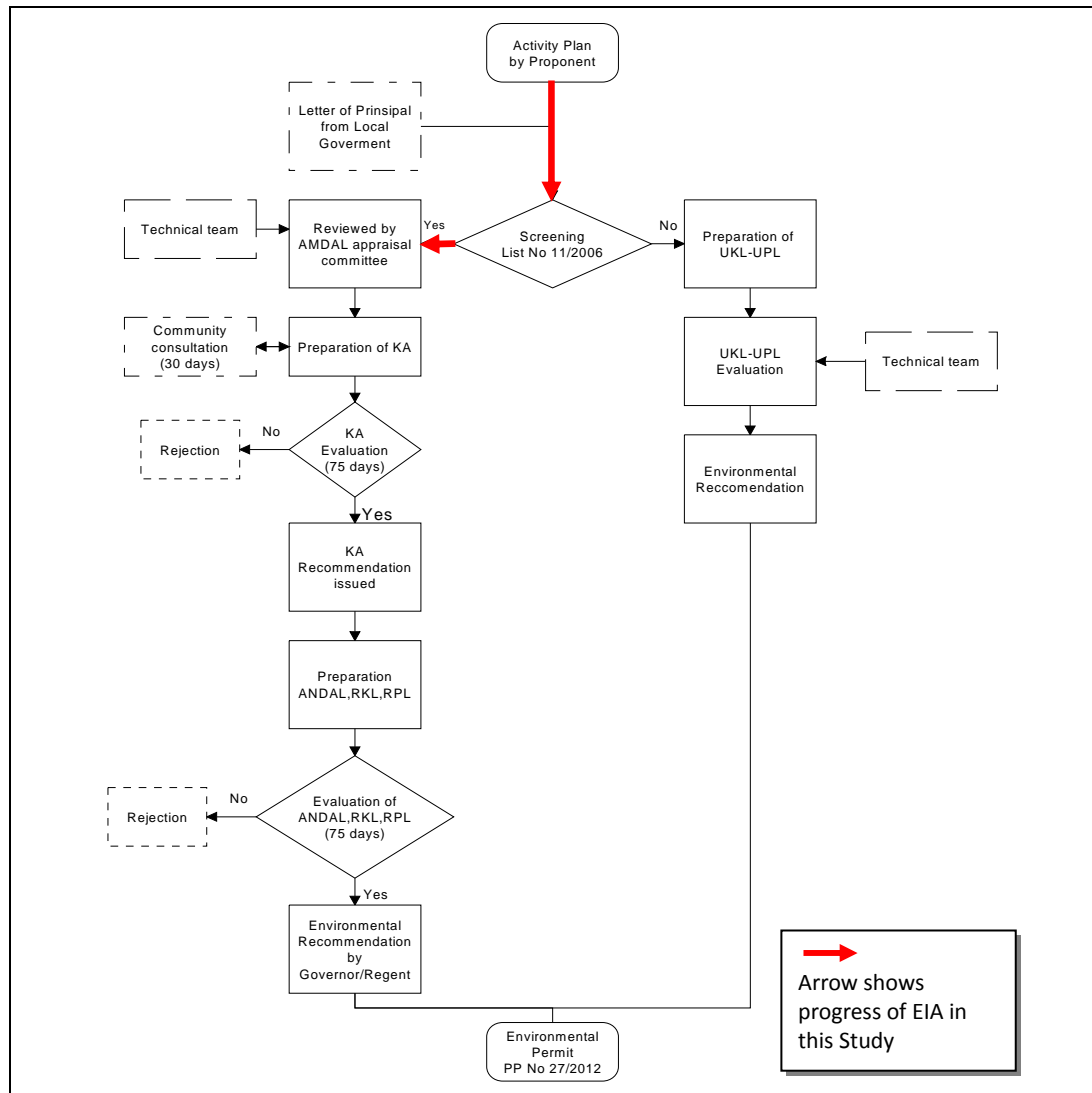 Activity Plan
by Proponent
Letter of Prinsipal
from Local
Goverment
Technical team
Reviewed by
AMDAL appraisal
committee
Yes
Screening
List No 11/2006
No
Preparation of
UKL-UPL
Community
consultation
(30 days)
Preparation of KA
UKL-UPL
Evaluation
Technical team
Rejection
No
KA
Evaluation
(75 days)
Yes
Environmental
Reccomendation
KA
Recommendation
issued
Preparation
ANDAL,RKL,RPL
Rejection
No
Evaluation of
ANDAL,RKL,RPL
(75 days)
Yes
Environmental
Recommendation
by
Governor/Regent
Environmental
Permit
PP No 27/2012
Arrow shows
progress of EIA in
this Study